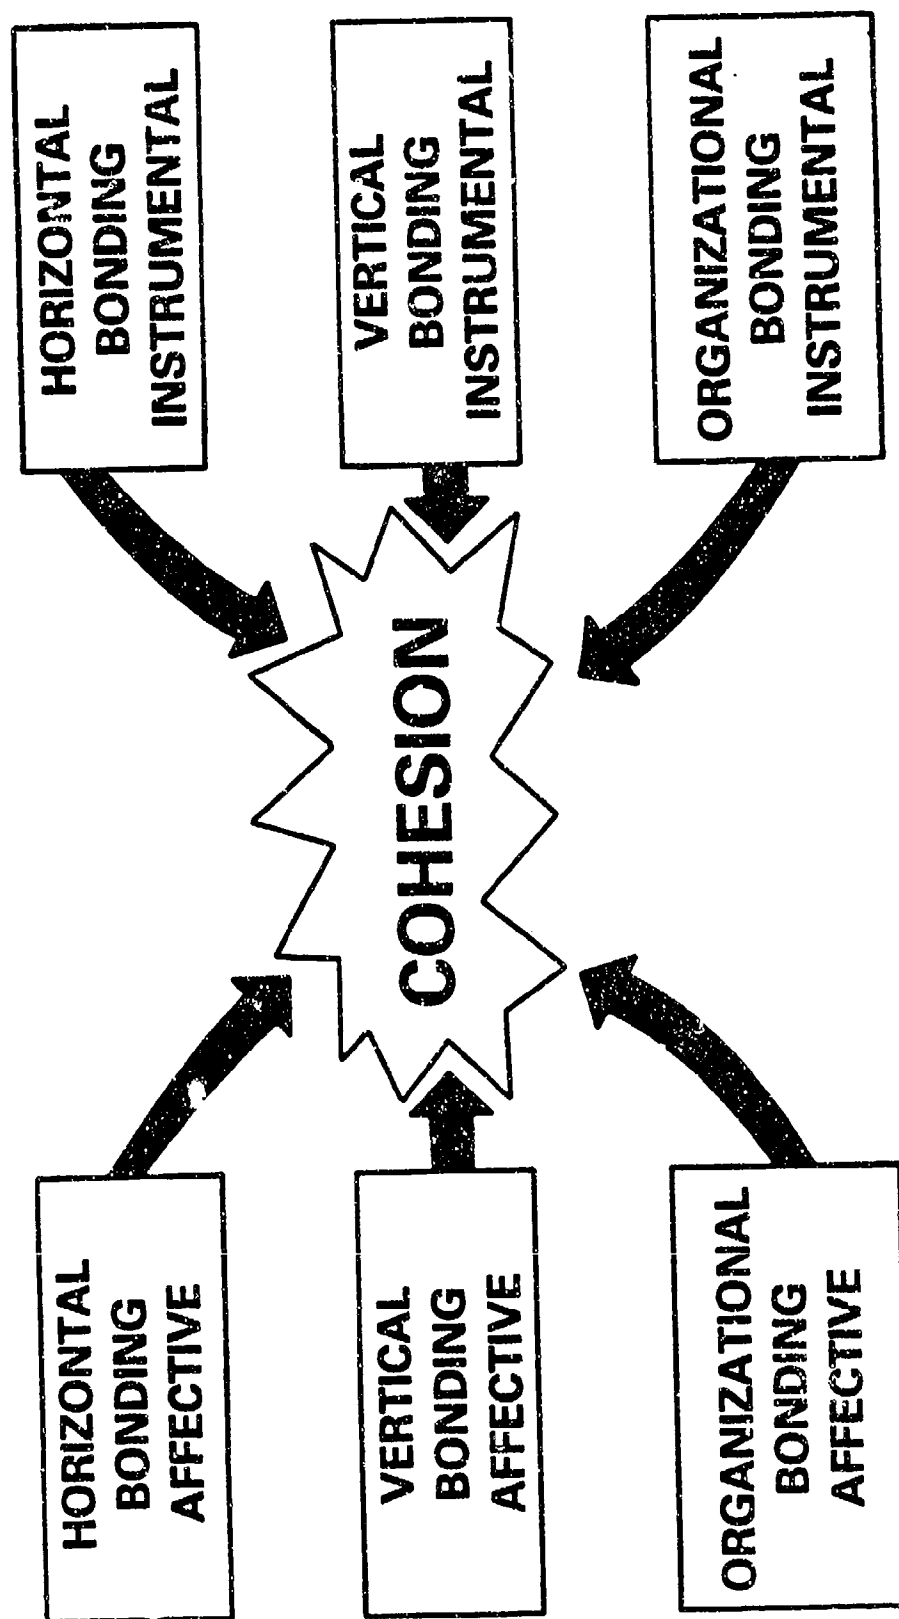 HORIZONTAL
BONDING
AFFECTIVE
HORIZONTAL
BONDING
INSTRUMENTAL
VERTICAL
BONDING
AFFECTIVE
COHESION
VERTICAL
BONDING
INSTRUMENTAL
ORGANIZATIONAL
BONDING
AFFECTIVE
ORGANIZATIONAL
BONDING
INSTRUMENTAL